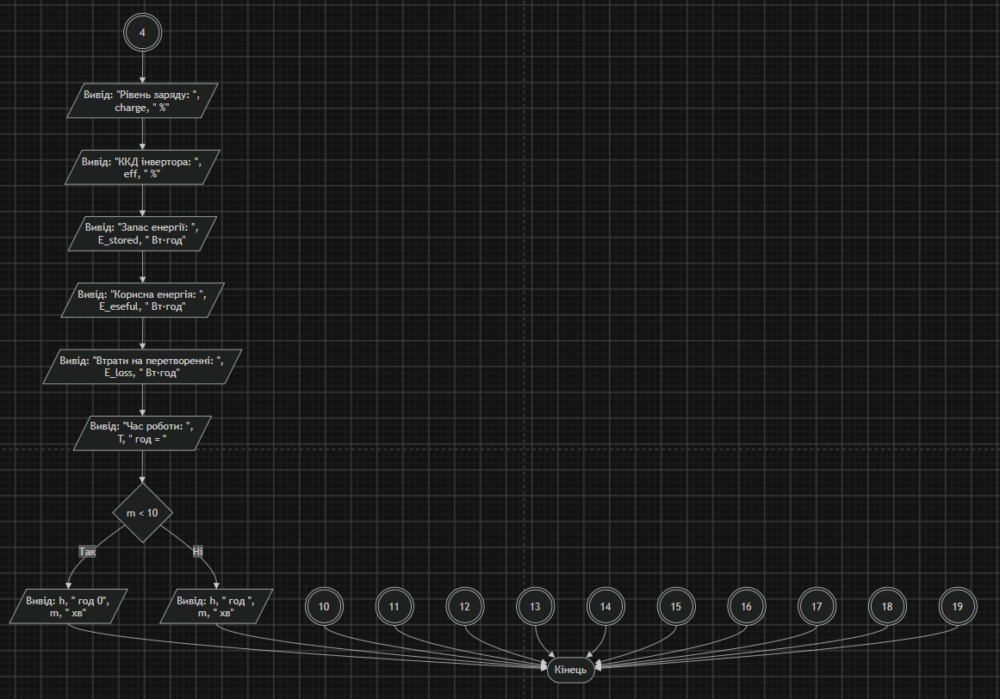 4
Вивід: "Рівень заряду: ",
charge, " %"
Вивід: "ККД інвертора: ",
eff, " %"
Вивід: "Запас енергії: ",
E_stored, " Вт·год"
Вивід: "Корисна енергія: ",
E_eseful, " Вт·год"
Вивід: "Втрати на перетворенні: ",
E_loss, " Вт·год"
Вивід: "Час роботи: ",
T, " год = "
m < 10
Так
Ні
Вивід: h, " год 0",
m, " хв"
Вивід: h, " год ",
m, " хв"
10
11
12
13
14
15
16
17
18
19
Кінець